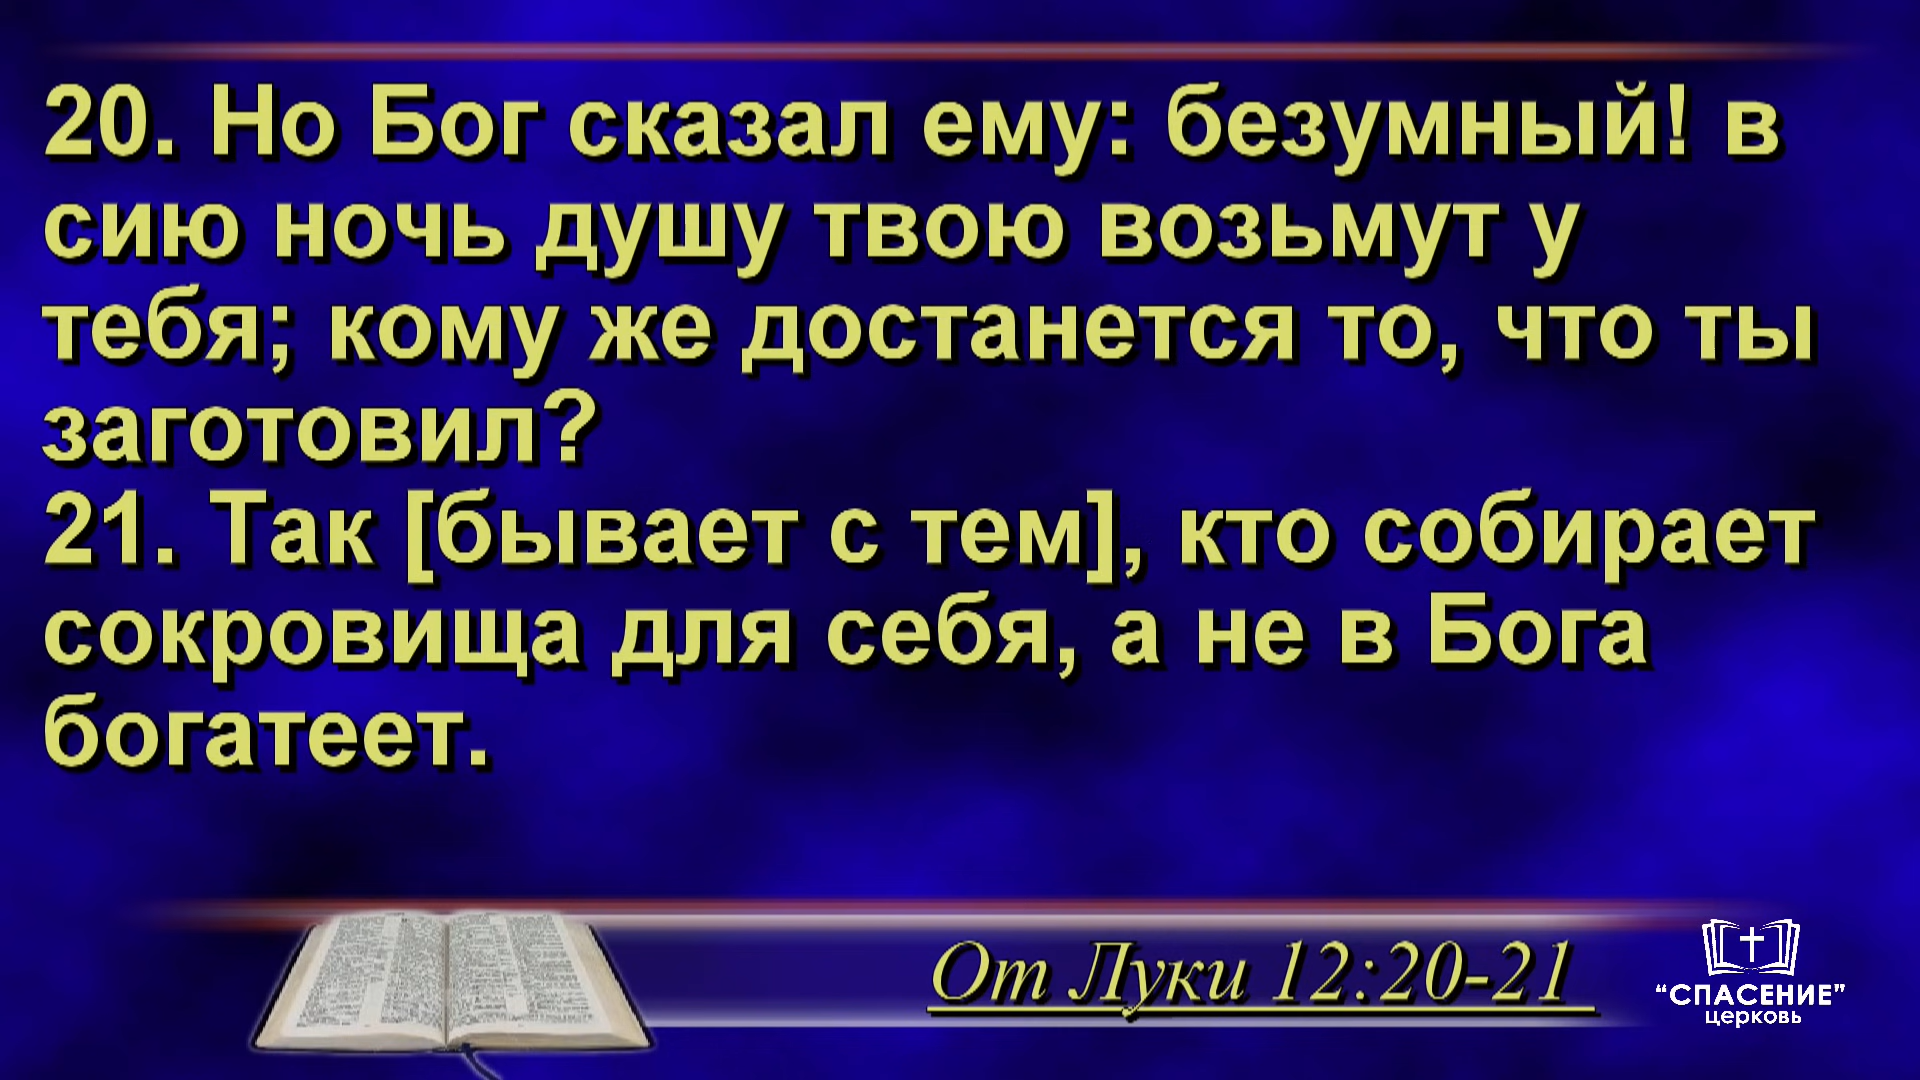 20. Но Бог сказал ему: безумный! в
сию ночь душу твою возьмут у
тебя; кому же достанется то, что ты
заготовил?
21. Так [бывает с тем], кто собирает
сокровища для себя, а не в Бога
богатеет.
От Луки 12:20-21
“СПАСЕНИЕ”
церковь